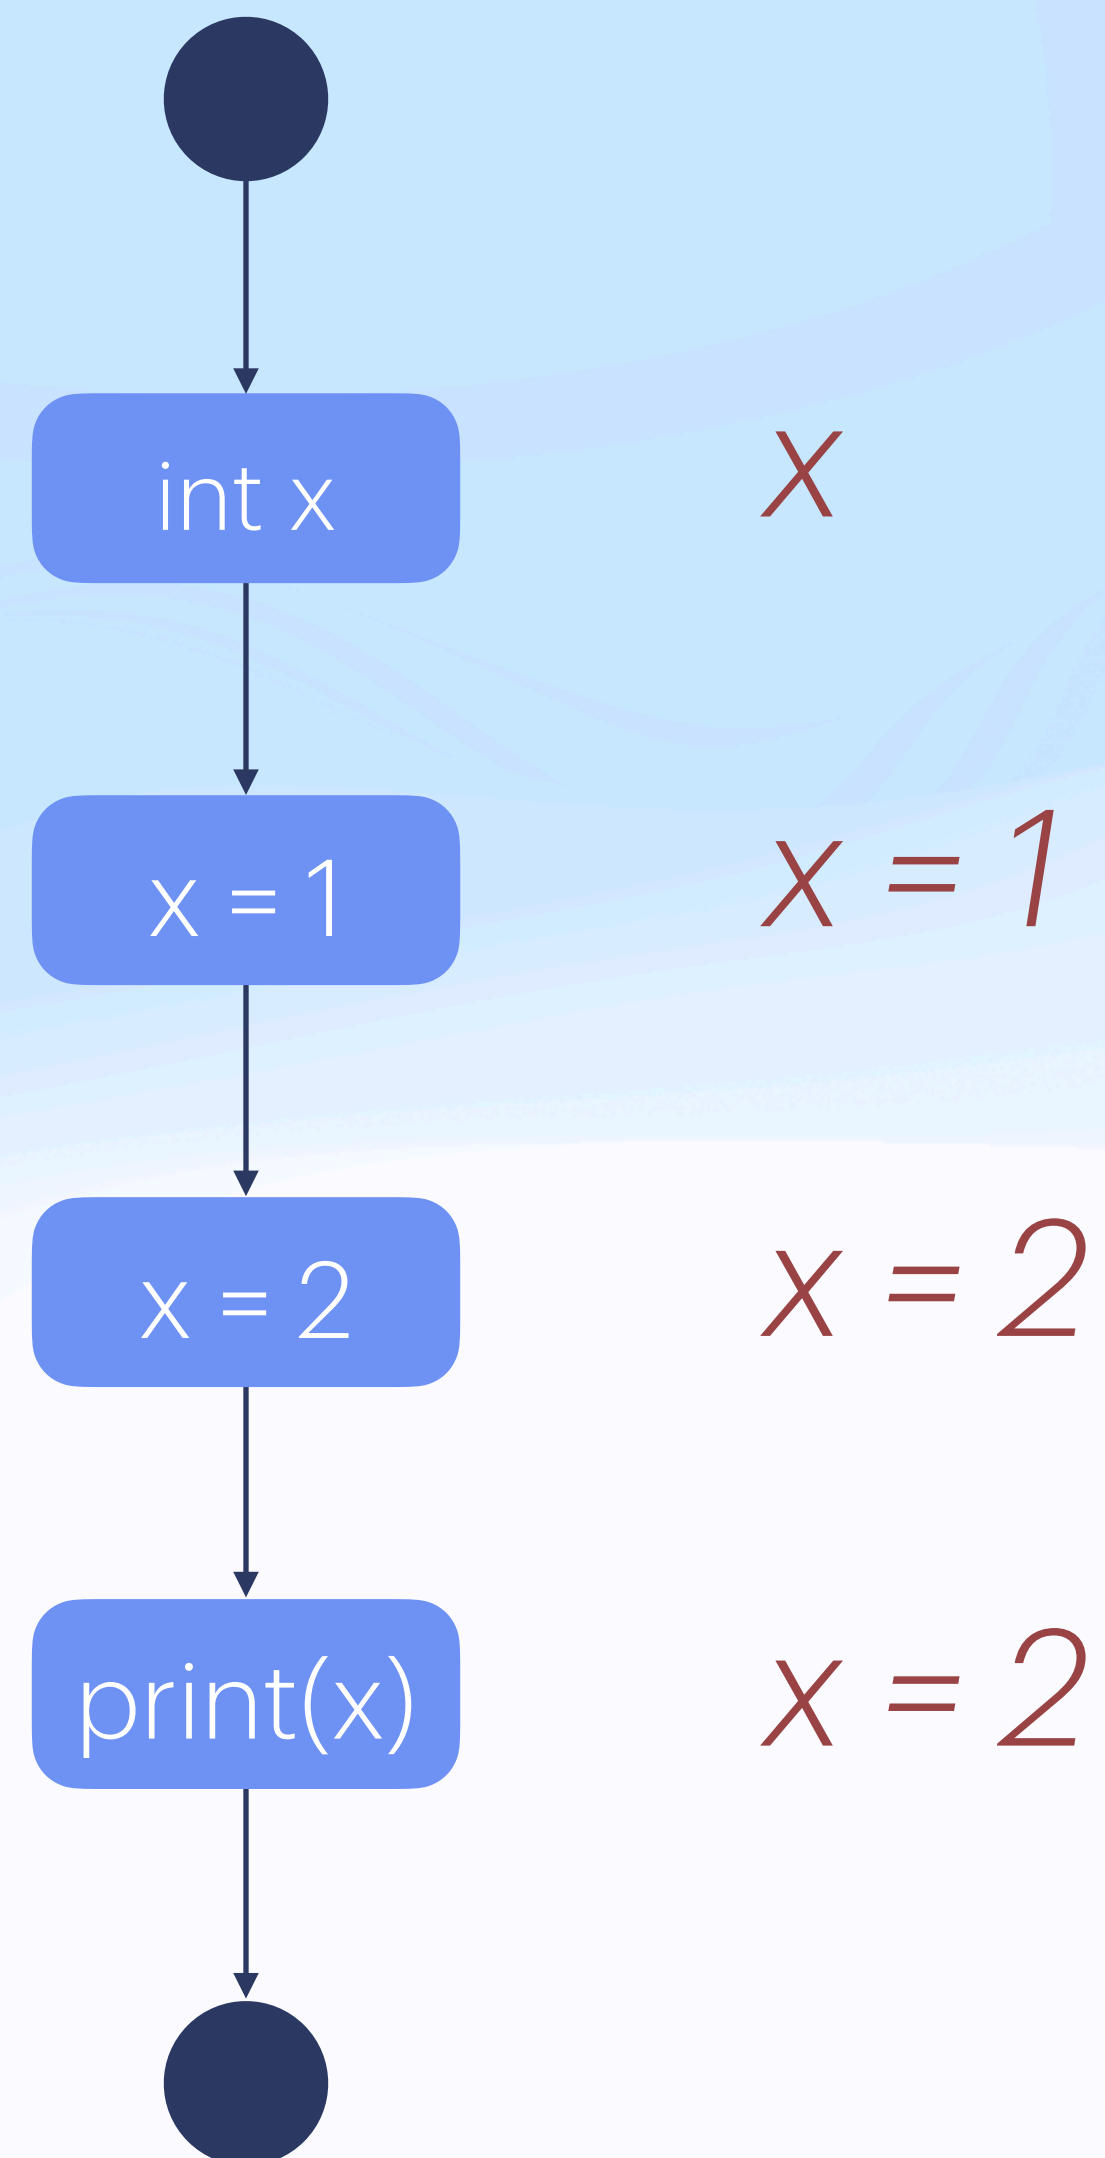 int x
x
x = 1
x = 1
x = 2
x = 2
print(x)
x = 2